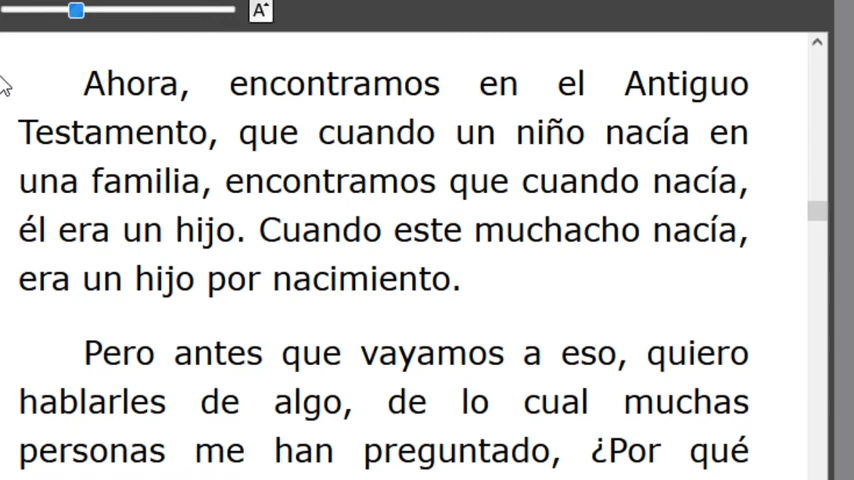 A
Ahora, encontramos en el Antiguo
Testamento, que cuando un niño nacía en
una familia, encontramos que cuando nacía,
él era un hijo. Cuando este muchacho nacía,
era un hijo por nacimiento.
Pero antes que vayamos a eso, quiero
hablarles de algo, de lo cual muchas
personas me han preguntado, ¿Por qué